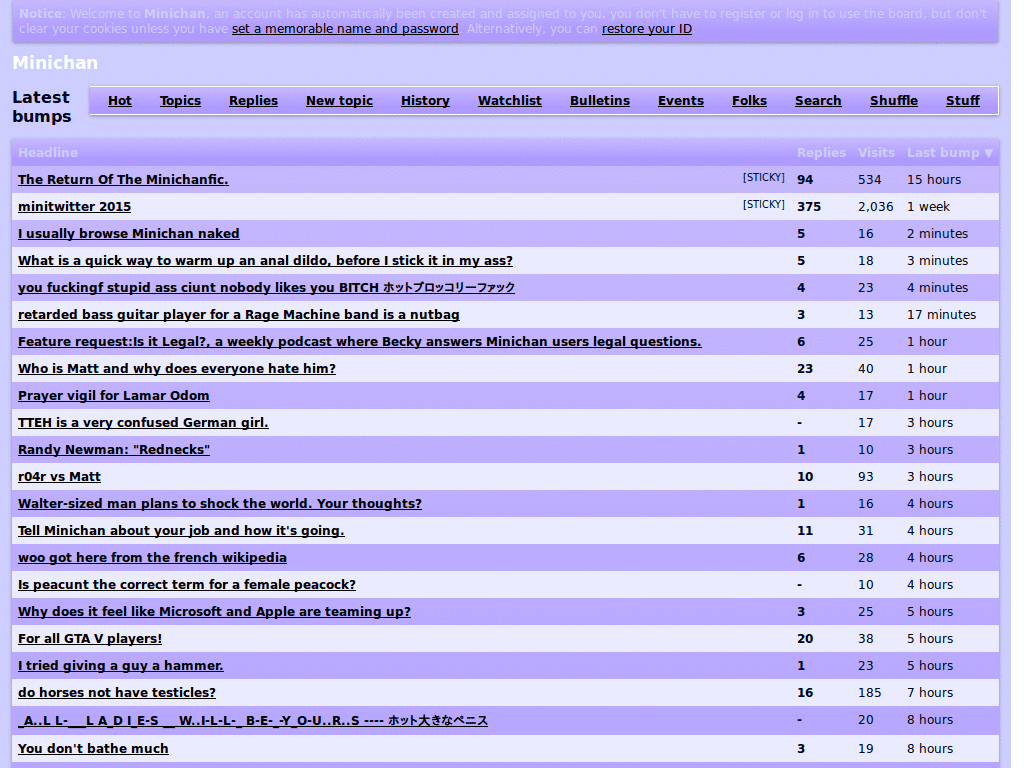 Notice: Welcome to Minichan, an account has automatically been created and assigned to you, you don't have to register or log in to use the board, but don't
clear your cookies unless you have set a memorable name and password. Alternatively, you can restore your ID
Minichan
Latest
bumps
Hot Topics Replies New topic History Watchlist Bulletins Events Folks Search Shuffle Stuff
Headline Replies Visits Last bump ▼
The Return Of The Minichanfic. [STICKY] 94 534 15 hours
minitwitter 2015 [STICKY] 375 2,036 1 week
I usually browse Minichan naked 5 16 2 minutes
What is a quick way to warm up an anal dildo, before I stick it in my ass? 5 18 3 minutes
you fuckingf stupid ass ciunt nobody likes you BITCH ホットブロッコリーファック 4 23 4 minutes
retarded bass guitar player for a Rage Machine band is a nutbag 3 13 17 minutes
Feature request:Is it Legal?, a weekly podcast where Becky answers Minichan users legal questions. 6 25 1 hour
Who is Matt and why does everyone hate him? 23 40 1 hour
Prayer vigil for Lamar Odom 4 17 1 hour
TTEH is a very confused German girl. - 17 3 hours
Randy Newman: "Rednecks" 1 10 3 hours
r04r vs Matt 10 93 3 hours
Walter-sized man plans to shock the world. Your thoughts? 1 16 4 hours
Tell Minichan about your job and how it's going. 11 31 4 hours
woo got here from the french wikipedia 6 28 4 hours
Is peacunt the correct term for a female peacock? - 10 4 hours
Why does it feel like Microsoft and Apple are teaming up? 3 25 5 hours
For all GTA V players! 20 38 5 hours
I tried giving a guy a hammer. 1 23 5 hours
do horses not have testicles? 16 185 7 hours
_A..L L-___L A_D I_E-S __ W..I-L-L-_ B-E-_-Y_O-U..R..S ---- ホット大きなペニス - 20 8 hours
You don't bathe much 3 19 8 hours